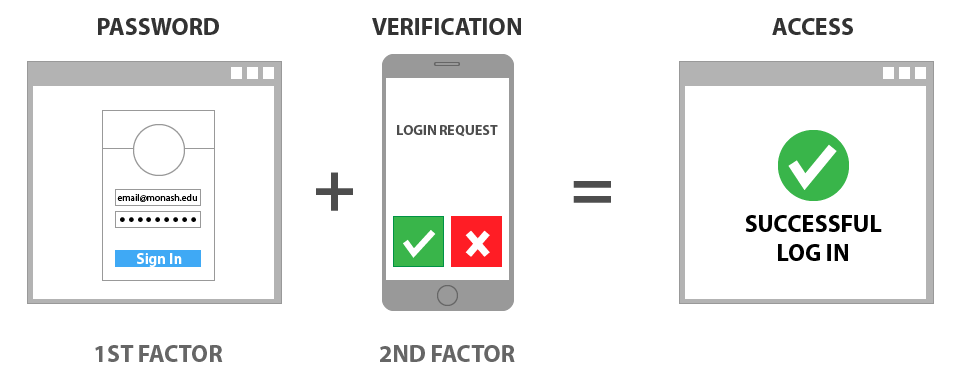 PASSWORD
VERIFICATION
ACCESS
LOGIN REQUEST
email@monash.edu
Sign In
SUCCESSFUL
LOG IN
1ST FACTOR
2ND FACTOR